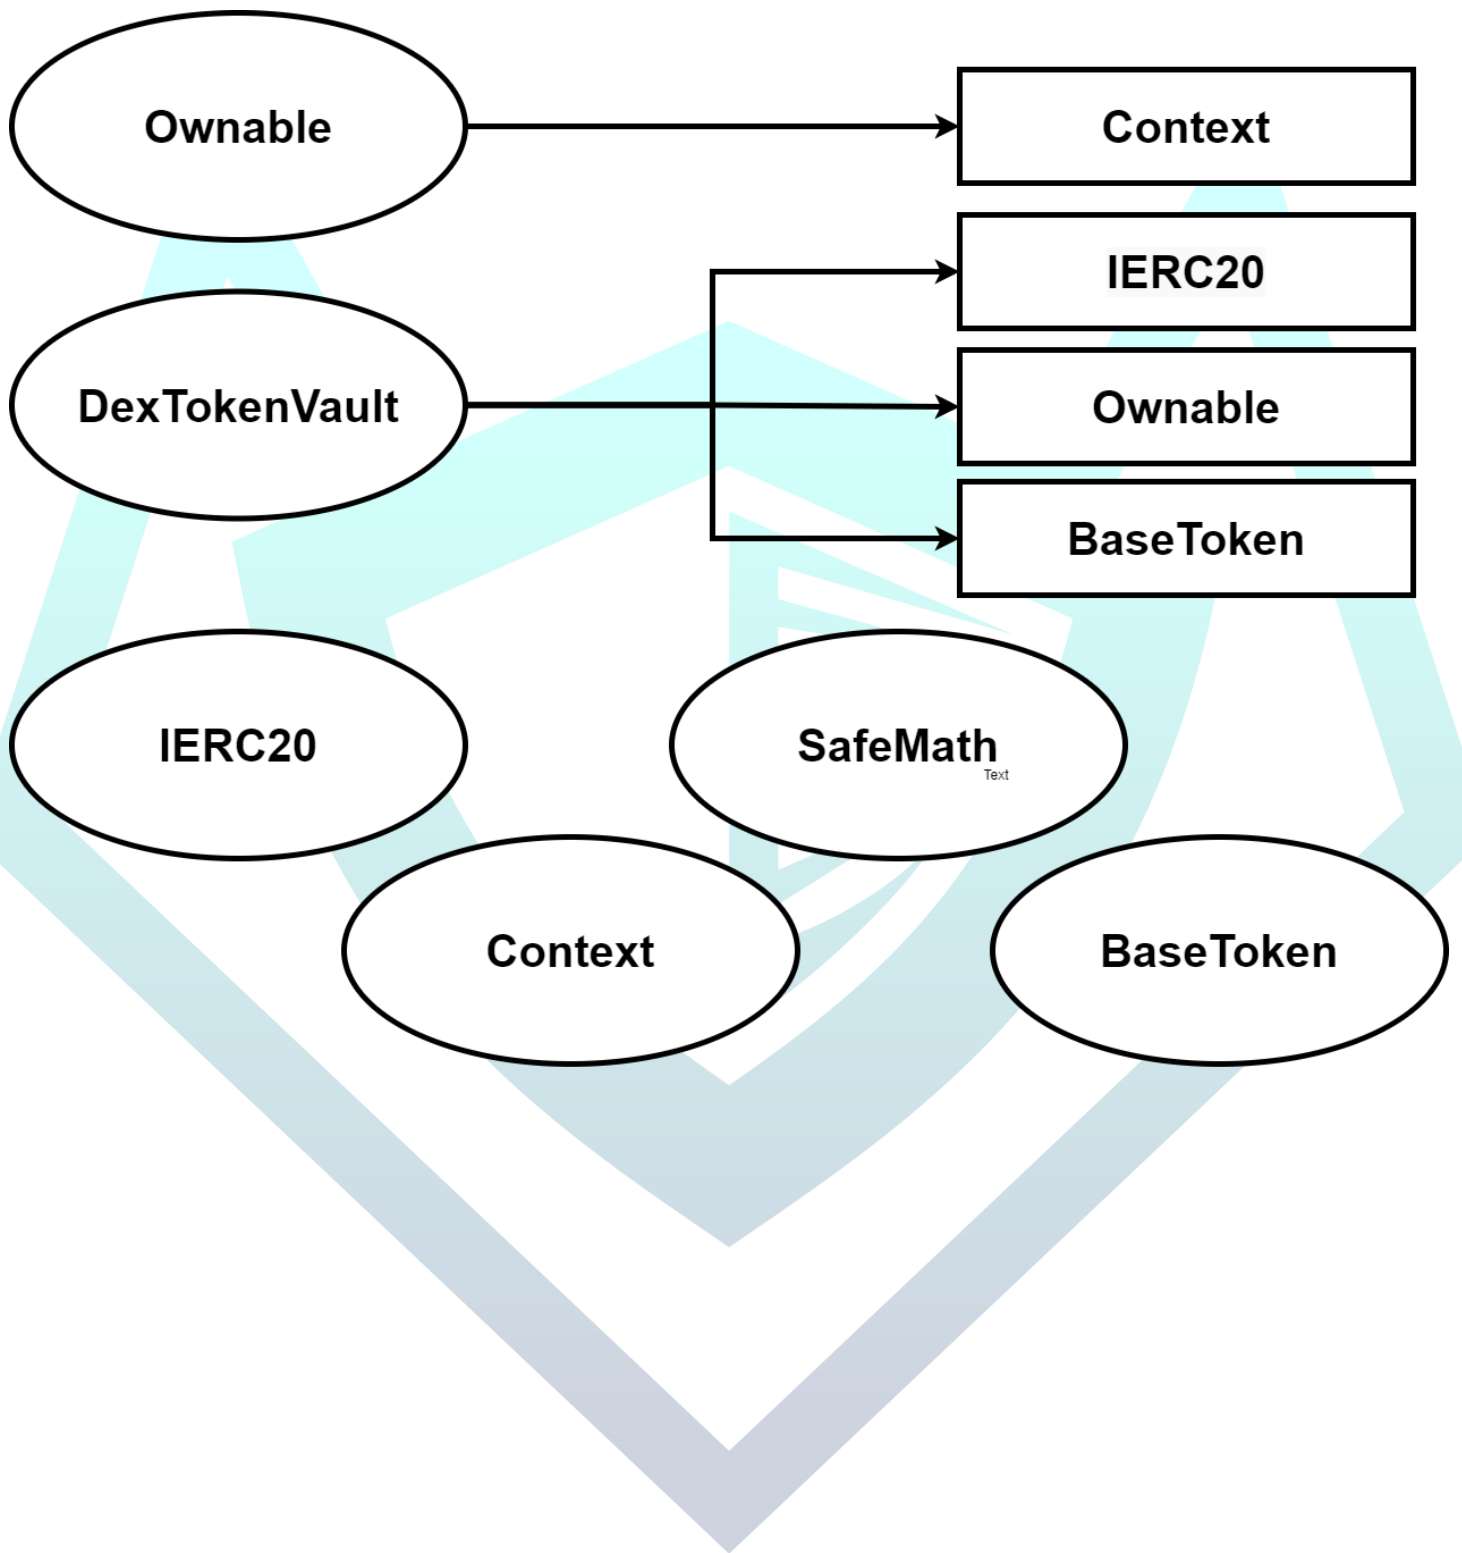 Ownable
Context
IERC20
DexTokenVault
Ownable
BaseToken
IERC20
SafeMath
Text
Context
BaseToken